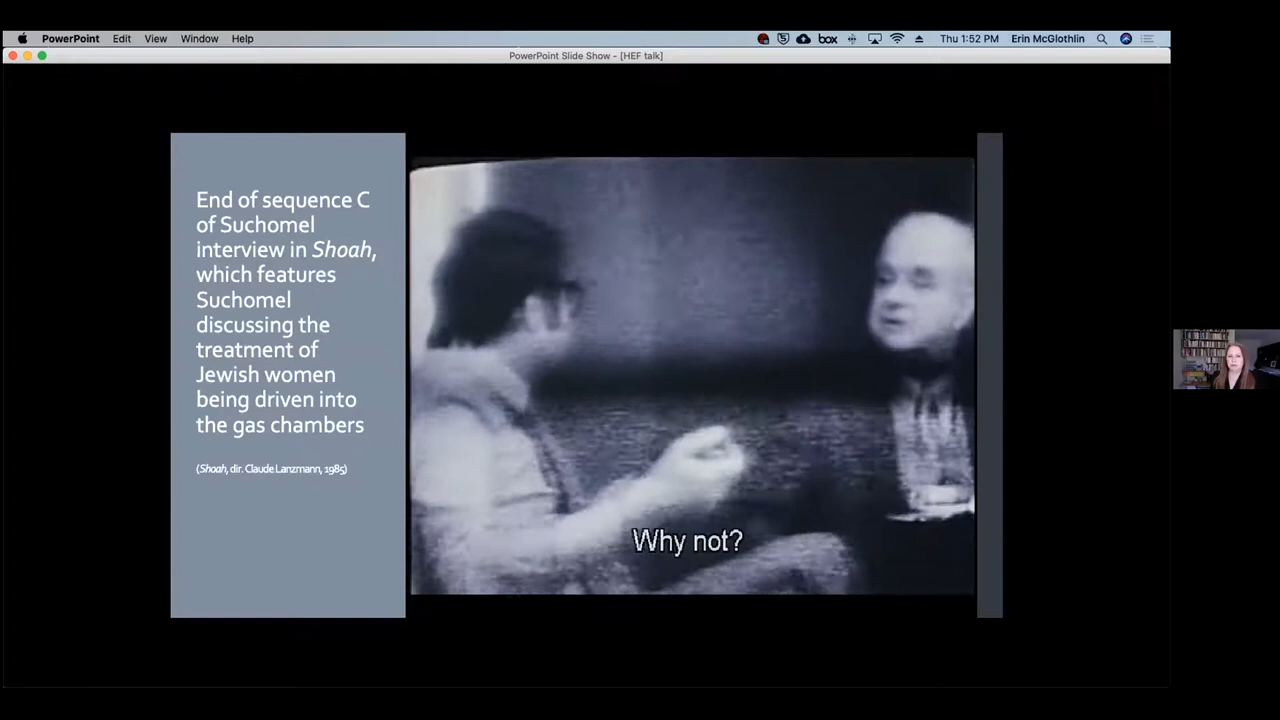 PowerPoint Edit View Window Help
box Thu 1:52 PM Erin McGlothlin
PowerPoint Slide Show - [HEF talk]
End of sequence C
of Suchomel
interview in Shoah,
which features
Suchomel
discussing the
treatment of
Jewish women
being driven into
the gas chambers
(Shoah, dir. Claude Lanzmann, 1985)
Why not?